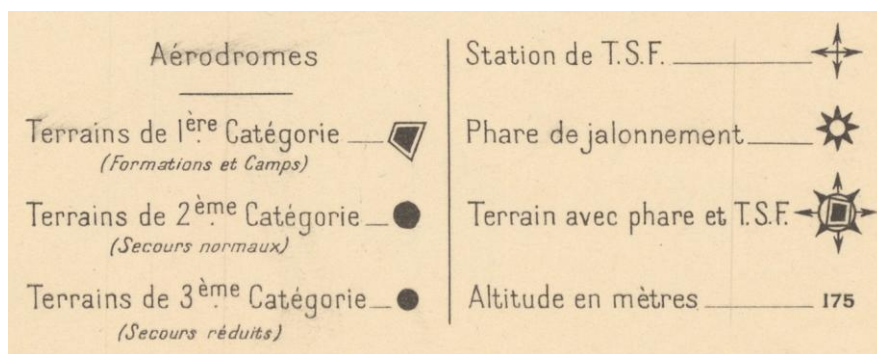 Aérodromes
Terrains de 1ère Catégorie
(Formations et Camps)
Terrains de 2ème Catégorie
(Secours normaux)
Terrains de 3ème Catégorie
(Secours réduits)
Station de T.S.F.
Phare de jalonnement
Terrain avec phare et T.S.F.
Altitude en mètres 175